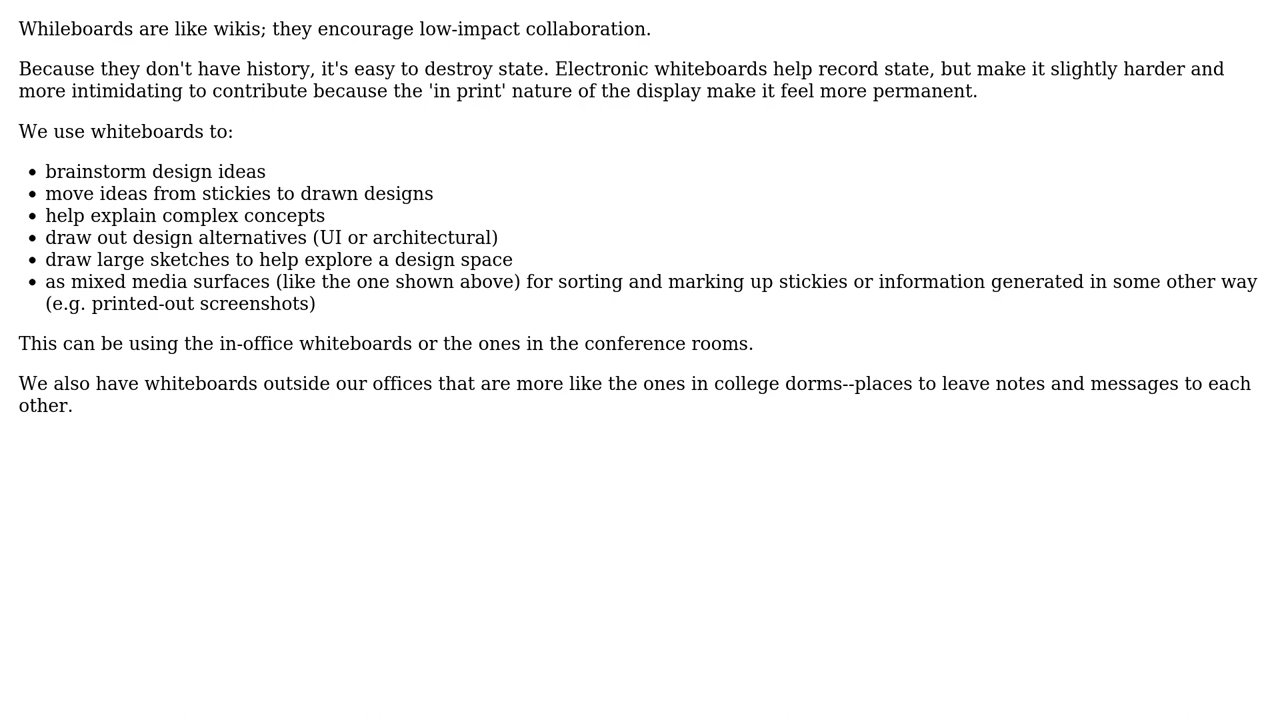 Whileboards are like wikis; they encourage low-impact collaboration.
Because they don't have history, it's easy to destroy state. Electronic whiteboards help record state, but make it slightly harder and
more intimidating to contribute because the 'in print' nature of the display make it feel more permanent.
We use whiteboards to:
• brainstorm design ideas
• move ideas from stickies to drawn designs
• help explain complex concepts
• draw out design alternatives (UI or architectural)
• draw large sketches to help explore a design space
• as mixed media surfaces (like the one shown above) for sorting and marking up stickies or information generated in some other way
(e.g. printed-out screenshots)
This can be using the in-office whiteboards or the ones in the conference rooms.
We also have whiteboards outside our offices that are more like the ones in college dorms--places to leave notes and messages to each
other.